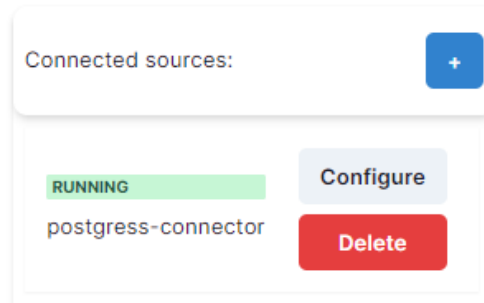 Connected sources:
+
RUNNING
postgress-connector
Configure
Delete